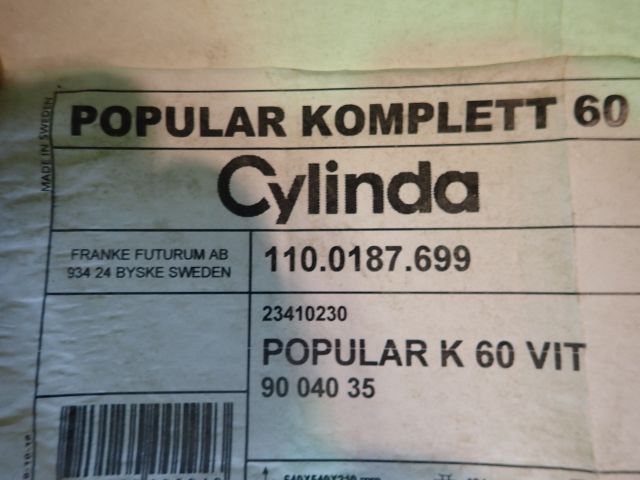 POPULAR KOMPLETT 60
MADE IN SWEDEN
Cylinda
FRANKE FUTURUM AB
934 24 BYSKE SWEDEN
110.0187.699
23410230
POPULAR K 60 VIT
90 040 35